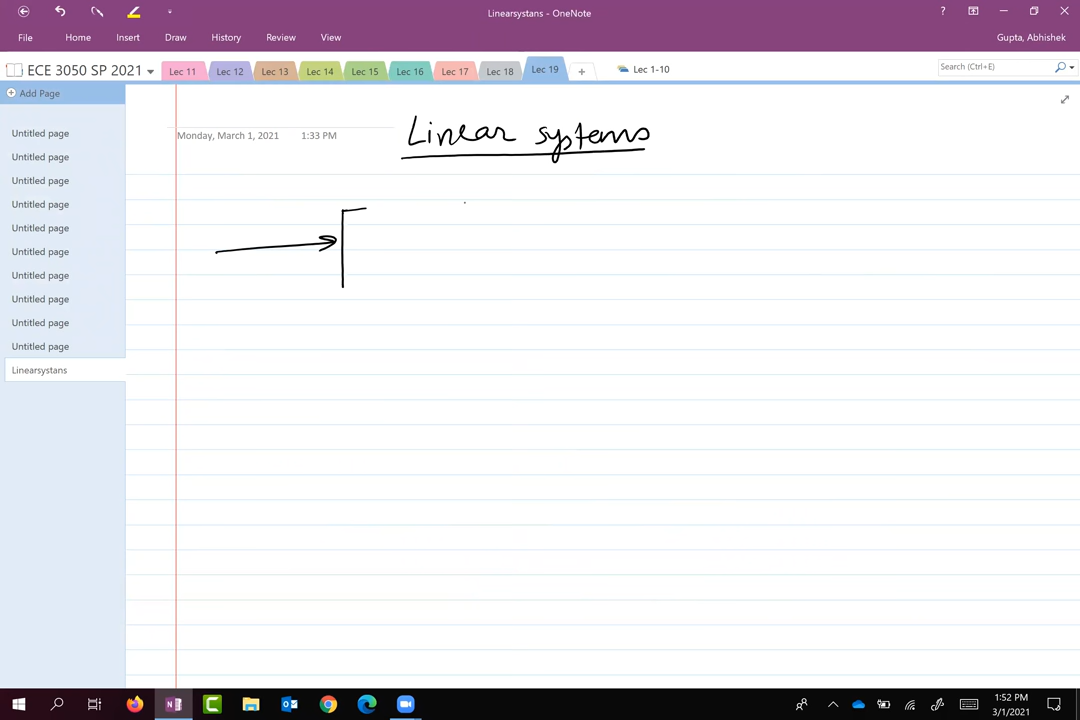 Linearsystans - OneNote
?
File Home Insert Draw History Review View
Gupta, Abhishek
ECE 3050 SP 2021
Lec 11 Lec 12 Lec 13 Lec 14 Lec 15 Lec 16 Lec 17 Lec 18 Lec 19 + Lec 1-10
Search (Ctrl+E)
Add Page
Monday, March 1, 2021 1:33 PM
Linear systems
Untitled page
Untitled page
Untitled page
Untitled page
Untitled page
Untitled page
Untitled page
Untitled page
Untitled page
Untitled page
Linearsystans
1:52 PM
3/1/2021